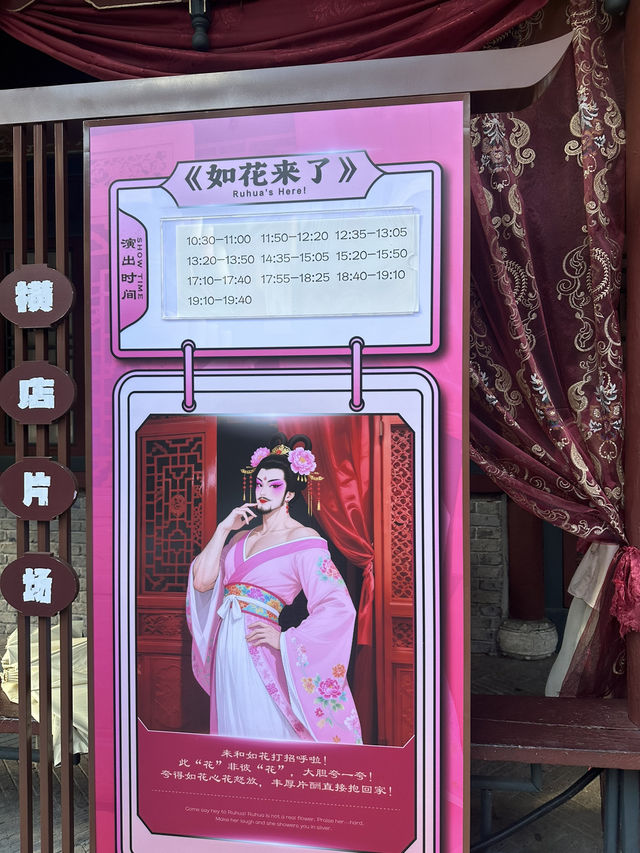 《如花来了》
Ruhua's Here!
演出时间
SHOW TIME
10:30—11:00 11:50—12:20 12:35—13:05
13:20—13:50 14:35—15:05 15:20—15:50
17:10—17:40 17:55—18:25 18:40—19:10
19:10—19:40
横店片场
来和如花打招呼啦！
此“花”非彼“花”，大胆夸一夸！
夸得如花心花怒放，丰厚片酬直接抱回家！
Come say hey to Ruhua! Ruhua is not a real flower. Praise her...hard.
Make her laugh and she showers you in silver.